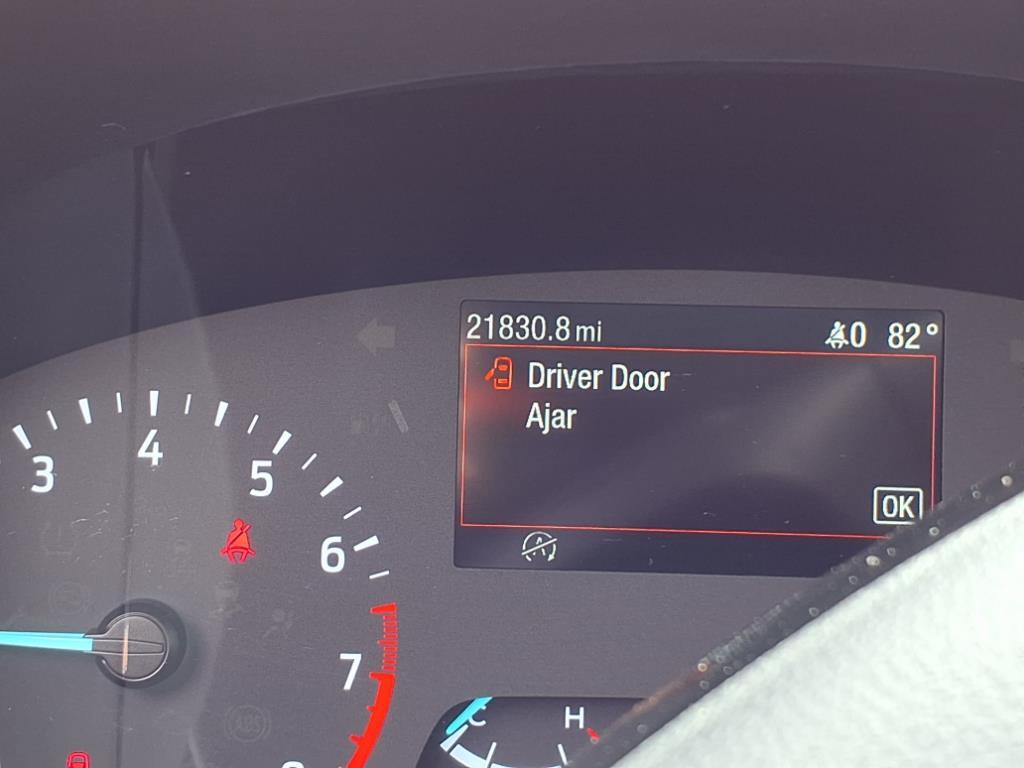 21830.8 mi 0 82°
Driver Door
Ajar
OK
3 4 5 6 7
C H